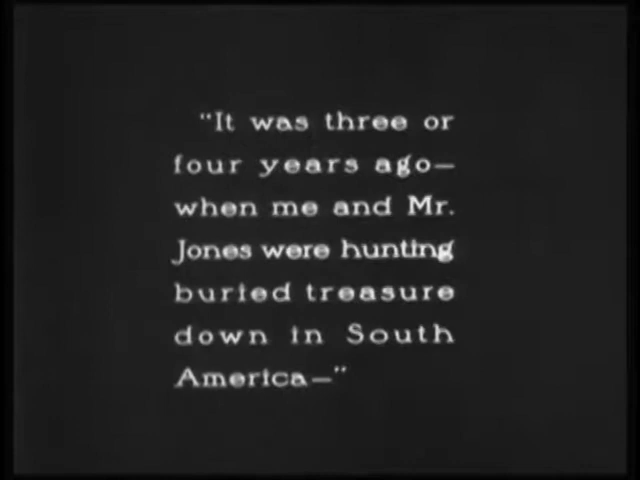 "It was three or
four years ago—
when me and Mr.
Jones were hunting
buried treasure
down in South
America—"